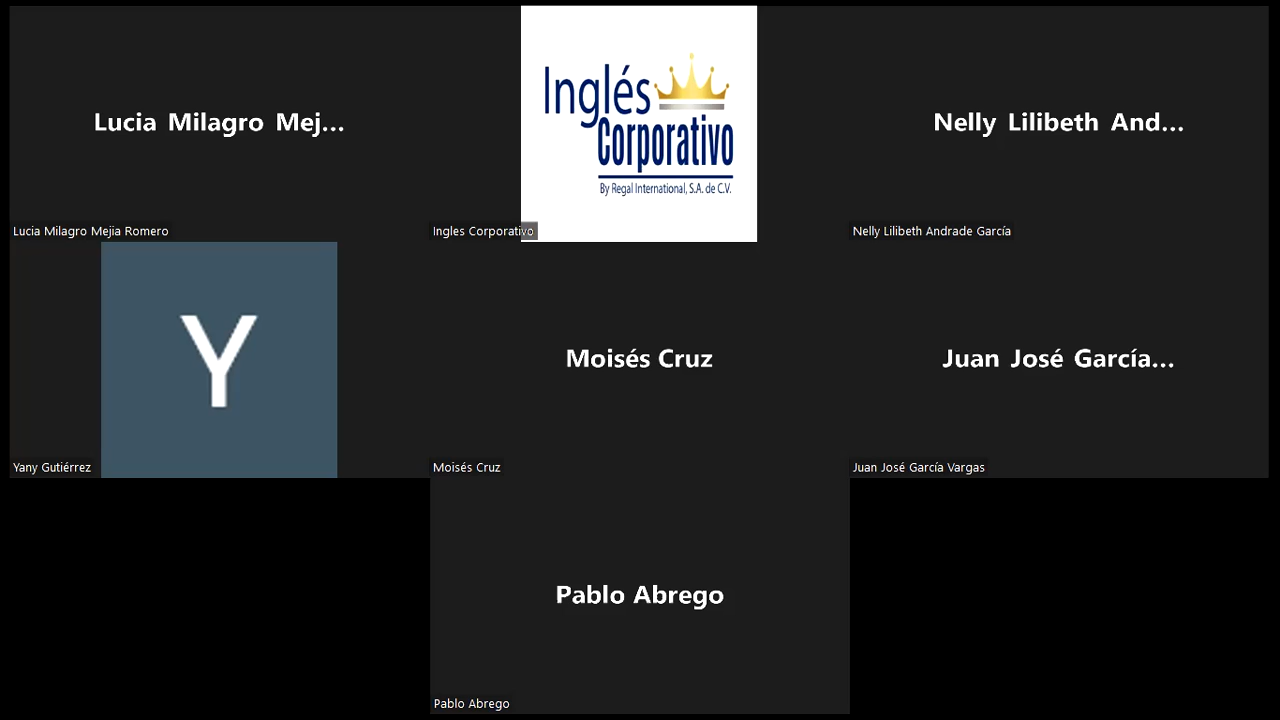 Lucia Milagro Mej...
Lucia Milagro Mejia Romero
Inglés
Corporativo
By Regal International, S.A. de C.V.
Ingles Corporativo
Nelly Lilibeth And...
Nelly Lilibeth Andrade García
Y
Yany Gutiérrez
Moisés Cruz
Moisés Cruz
Juan José García...
Juan José García Vargas
Pablo Abrego
Pablo Abrego